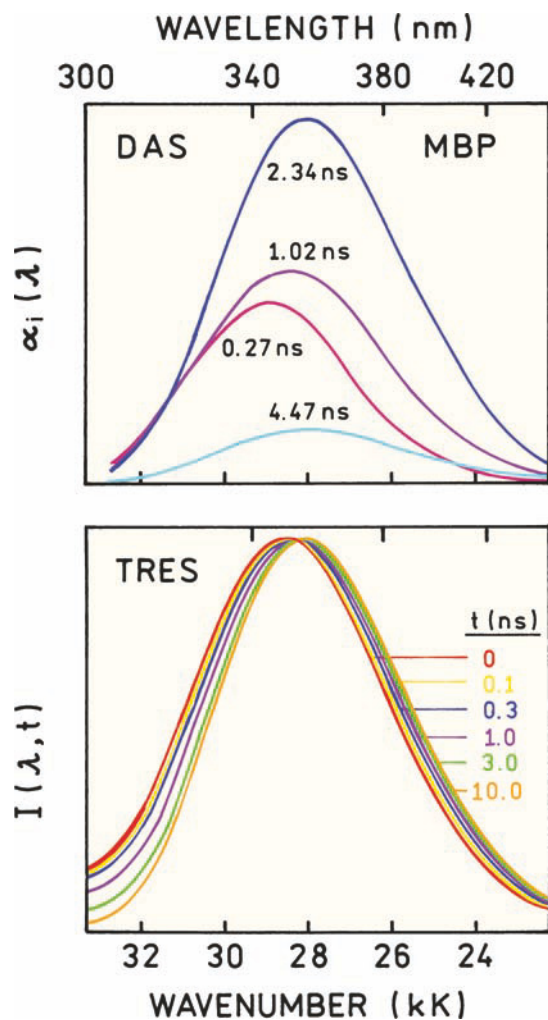 WAVELENGTH (nm)
300 340 380 420
DAS MBP
2.34 ns
1.02 ns
0.27 ns
4.47 ns
αi (λ)
TRES
t (ns)
0
0.1
0.3
1.0
3.0
10.0
I (λ,t)
32 30 28 26 24
WAVENUMBER (kK)